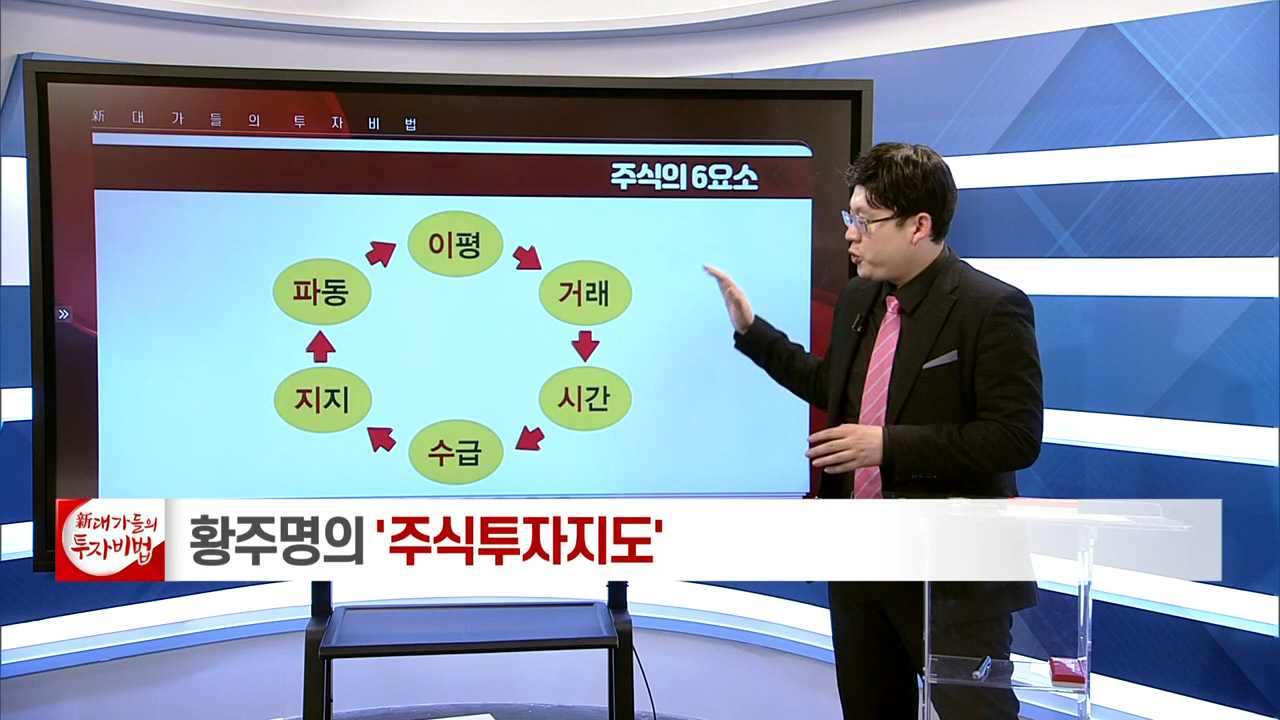 新 대 가 들 의 투 자 비 법
주식의 6요소
이평
파동
거래
지지
시간
수급
新대가들의
투자비법
황주명의 '주식투자지도'